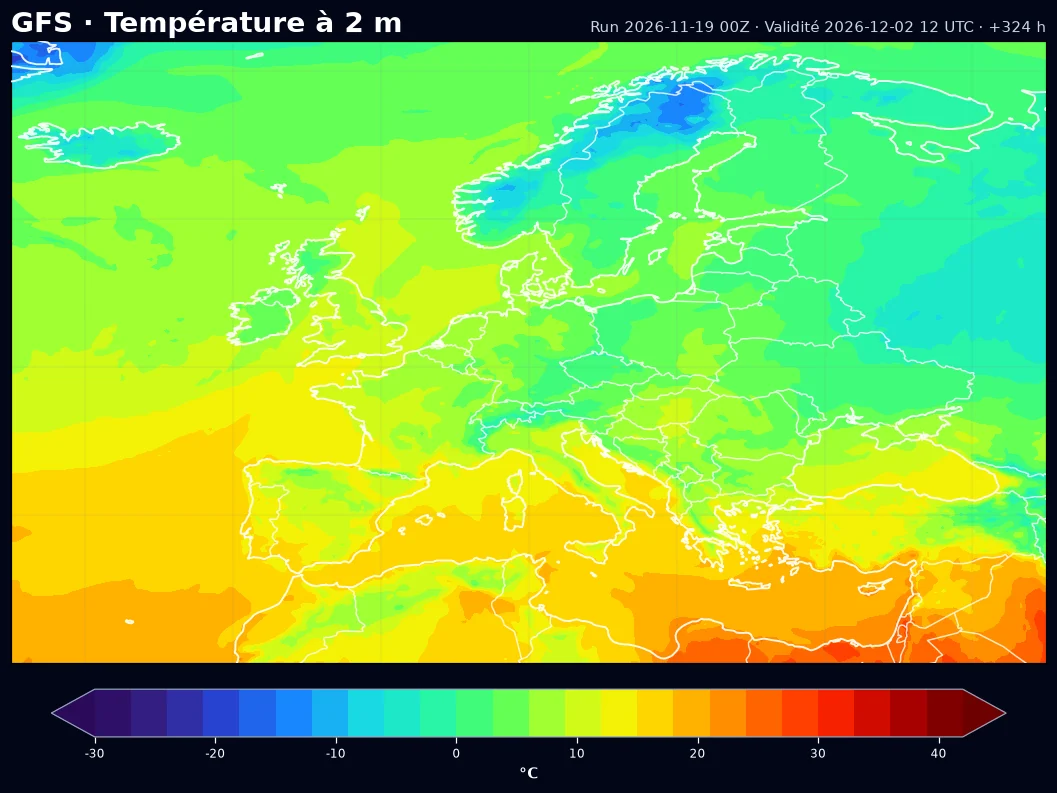 GFS · Température à 2 m
Run 2026-11-19 00Z · Validité 2026-12-02 12 UTC · +324 h
-30 -20 -10 0 10 20 30 40
°C